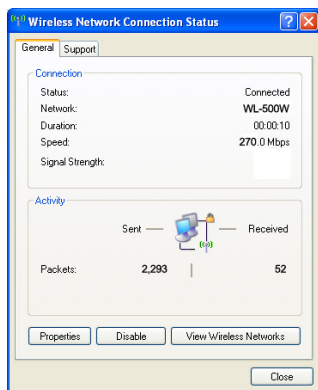 Wireless Network Connection Status
General Support
Connection
Status: Connected
Network: WL-500W
Duration: 00:00:10
Speed: 270.0 Mbps
Signal Strength:
Activity
Sent — — Received
Packets: 2,293 | 52
Properties Disable View Wireless Networks
Close